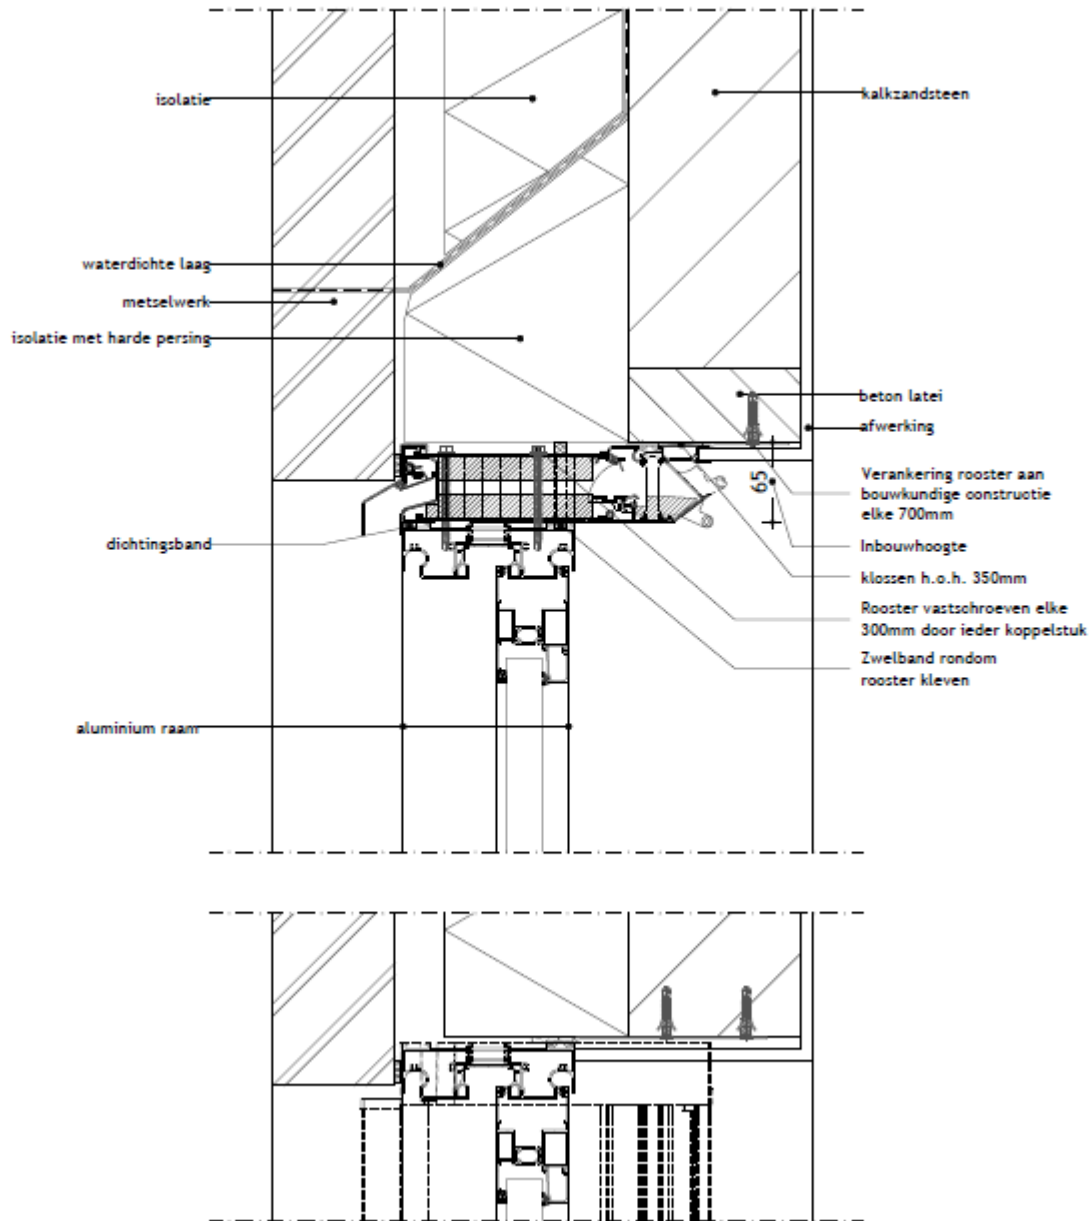 isolatie
kalkzandsteen
waterdichte laag
metselwerk
isolatie met harde persing
beton latei
afwerking
65
Verankering rooster aan
bouwkundige constructie
elke 700mm
dichtingsband
Inbouwhoogte
klossen h.o.h. 350mm
Rooster vastschroeven elke
300mm door ieder koppelstuk
Zwelband rondom
rooster kleven
aluminium raam